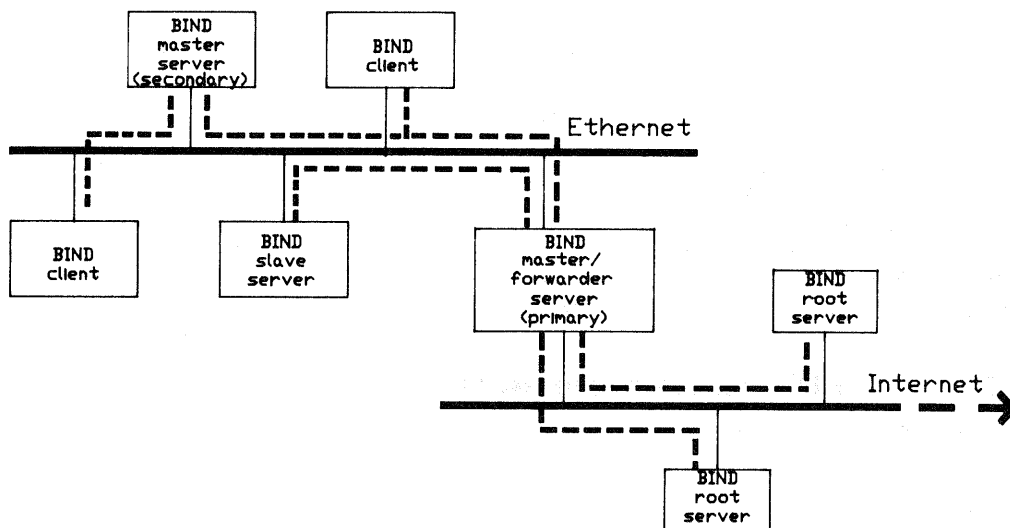 BIND
master
server
(secondary)
BIND
client
Ethernet
BIND
client
BIND
slave
server
BIND
master/
forwarder
server
(primary)
BIND
root
server
Internet
BIND
root
server